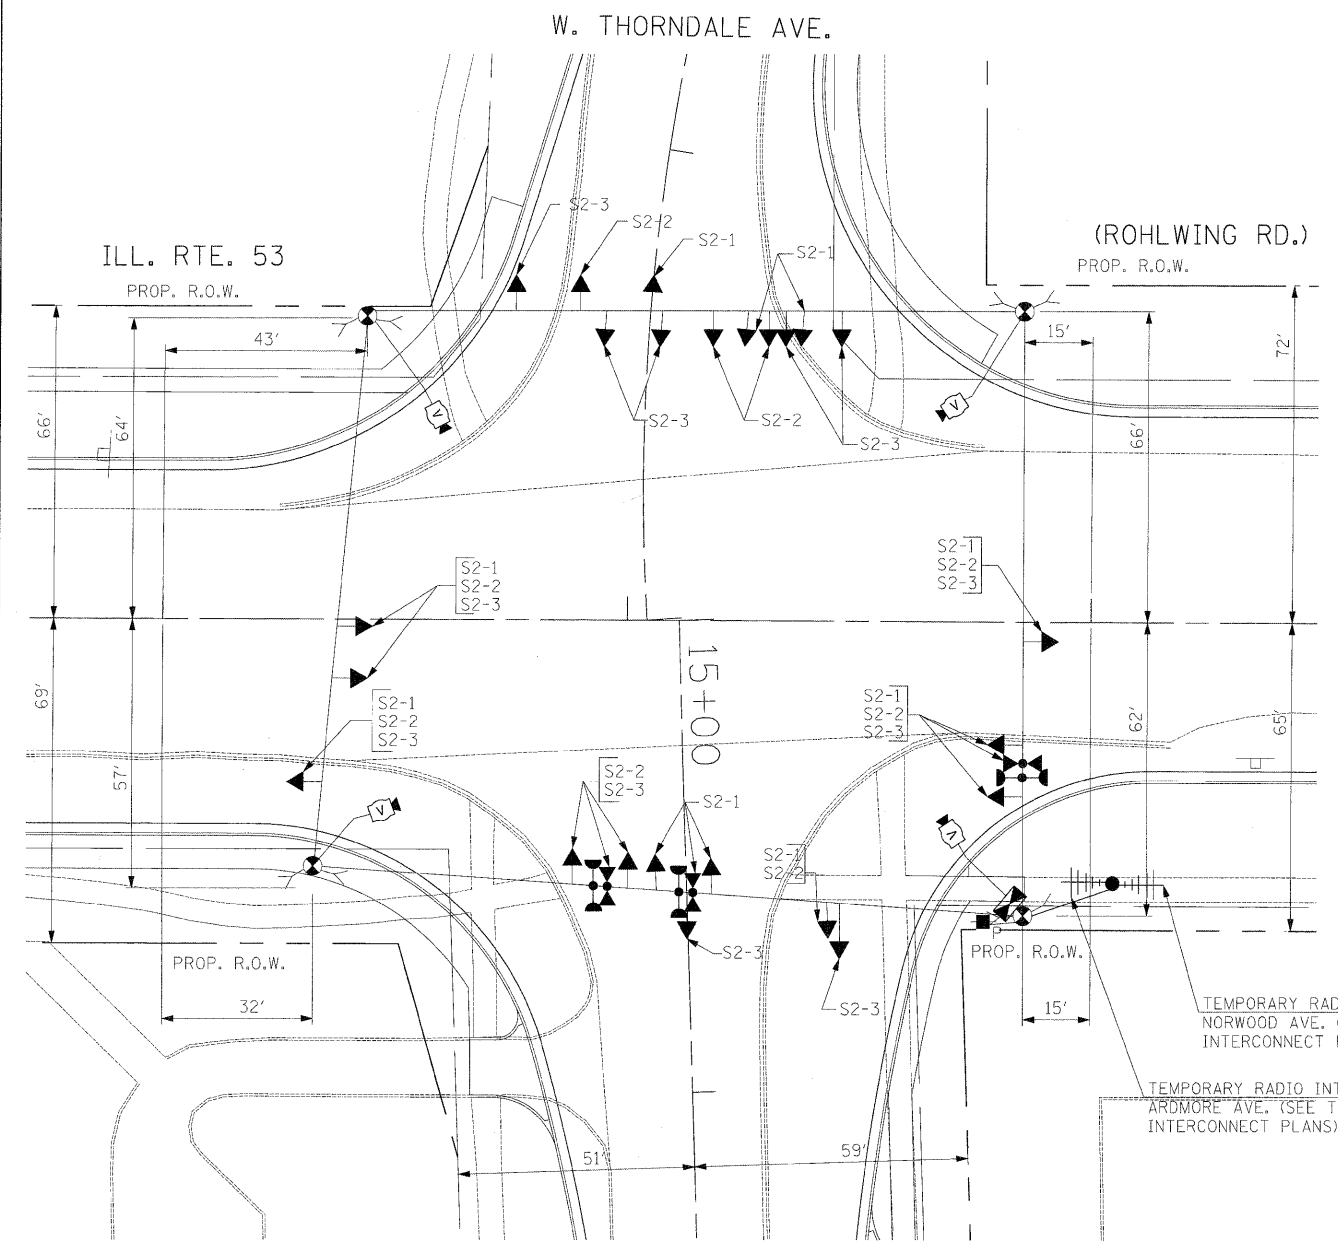 W. THORNDALE AVE.
ILL. RTE. 53
PROP. R.O.W.
(ROHLWING RD.)
PROP. R.O.W.
S2-3
S2-2
S2-1
S2-1
43'
15'
72'
66'
64'
66'
S2-3
S2-2
S2-3
V
V
S2-1
S2-2
S2-3
S2-1
S2-2
S2-3
15+00
69'
57'
62'
65'
S2-1
S2-2
S2-3
S2-1
S2-2
S2-3
S2-2
S2-3
S2-1
V
V
S2-1
S2-2
S2-3
S2-3
PROP. R.O.W.
PROP. R.O.W.
32'
15'
TEMPORARY RAD
NORWOOD AVE.
INTERCONNECT
TEMPORARY RADIO INT
ARDMORE AVE. (SEE T
INTERCONNECT PLANS)
51'
59'